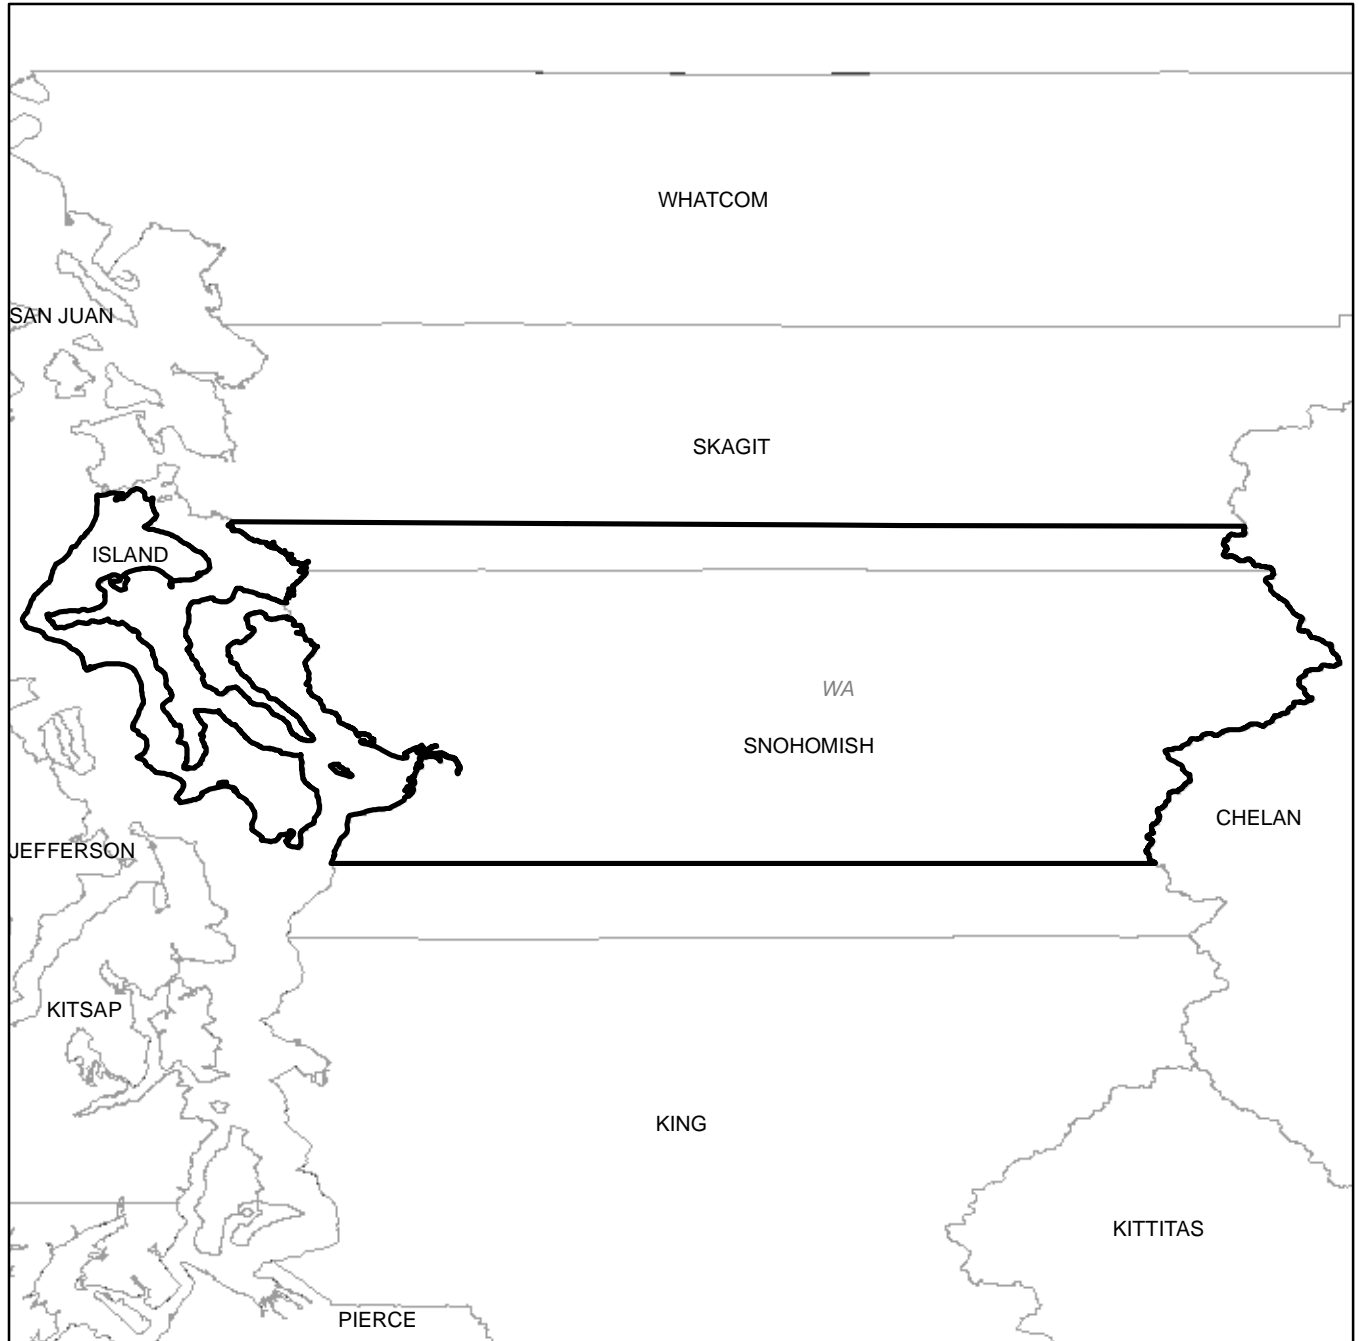 WHATCOM
SAN JUAN
SKAGIT
ISLAND
WA
SNOHOMISH
CHELAN
JEFFERSON
KITSAP
KING
KITTITAS
PIERCE